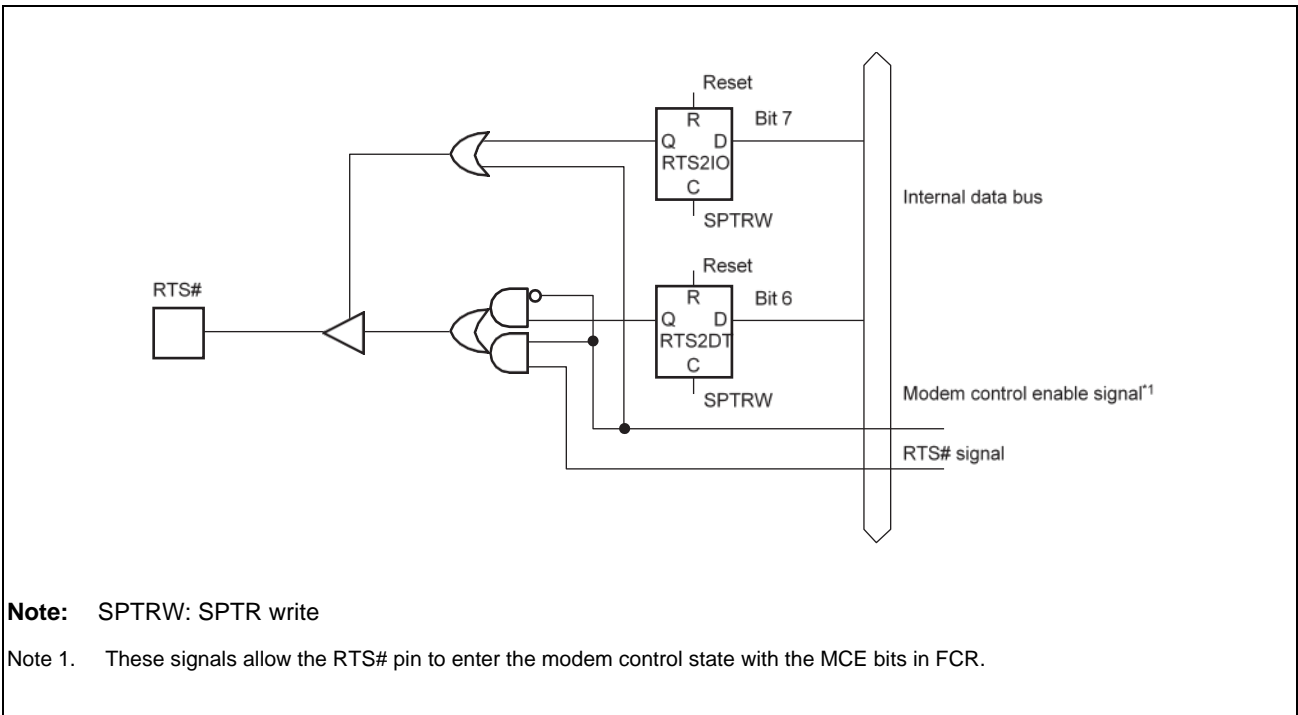 Reset
R
Bit 7
Q D
RTS2IO
C
SPTRW
Internal data bus
Reset
RTS#
R
Bit 6
Q D
RTS2DT
C
SPTRW
Modem control enable signal*1
RTS# signal
Note: SPTRW: SPTR write
Note 1. These signals allow the RTS# pin to enter the modem control state with the MCE bits in FCR.